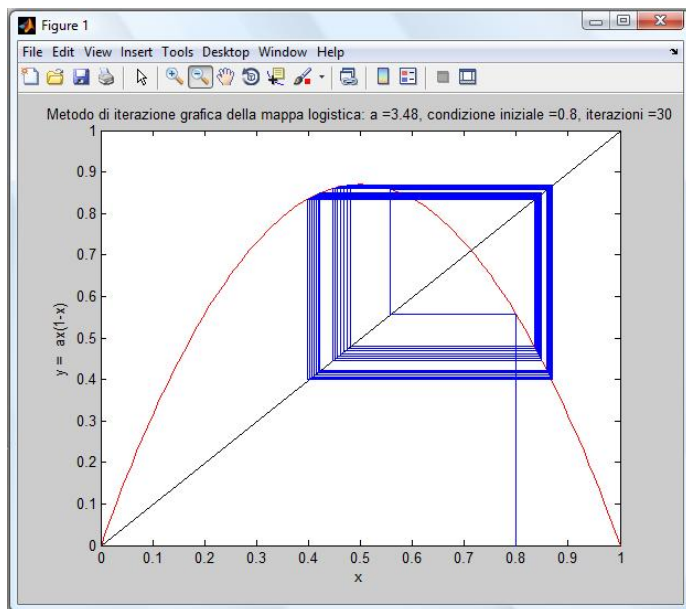 Figure 1
File Edit View Insert Tools Desktop Window Help
Metodo di iterazione grafica della mappa logistica: a =3.48, condizione iniziale =0.8, iterazioni =30
1
0.9
0.8
0.7
0.6
0.5
0.4
0.3
0.2
0.1
0
y = ax(1-x)
0 0.1 0.2 0.3 0.4 0.5 0.6 0.7 0.8 0.9 1
x